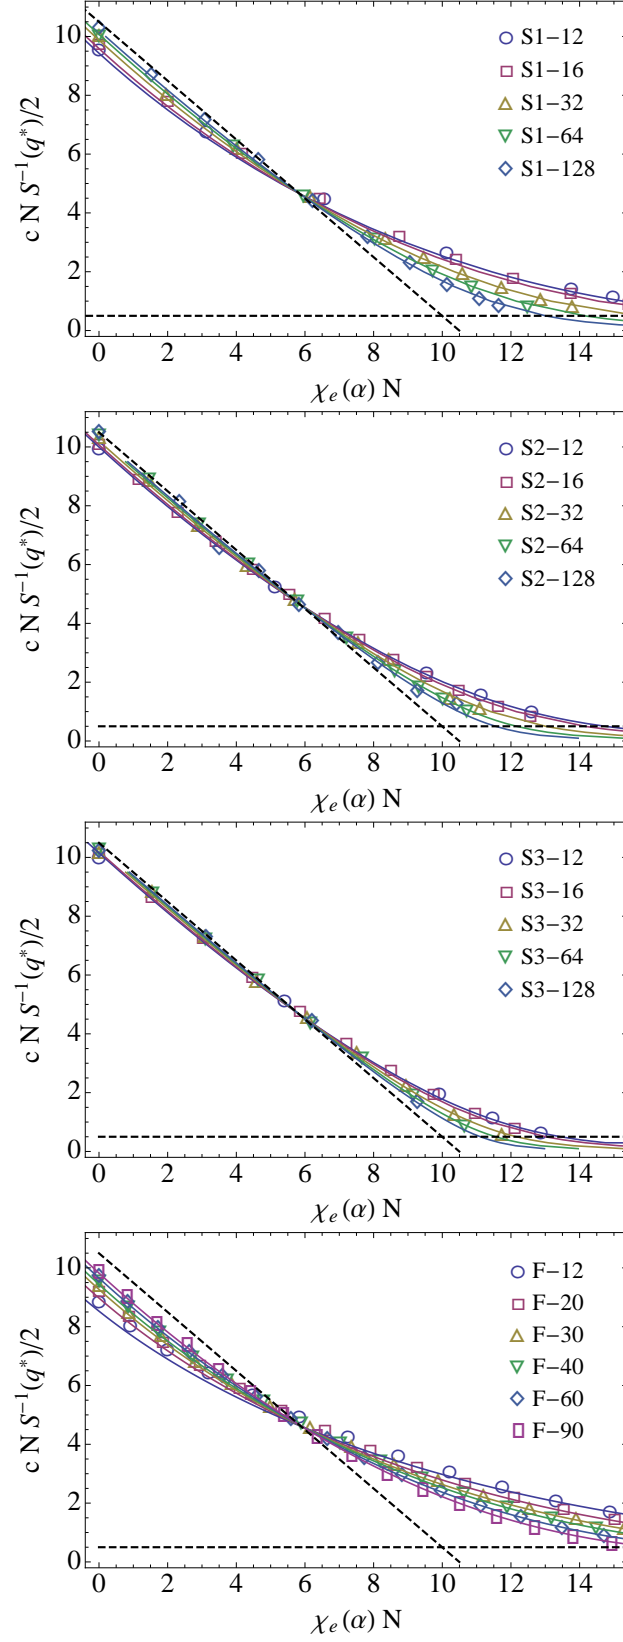 10
8
6
4
2
0
c N S⁻¹(q*)/2
S1−12
S1−16
S1−32
S1−64
S1−128
0 2 4 6 8 10 12 14
χₑ(α) N
10
8
6
4
2
0
c N S⁻¹(q*)/2
S2−12
S2−16
S2−32
S2−64
S2−128
0 2 4 6 8 10 12 14
χₑ(α) N
10
8
6
4
2
0
c N S⁻¹(q*)/2
S3−12
S3−16
S3−32
S3−64
S3−128
0 2 4 6 8 10 12 14
χₑ(α) N
10
8
6
4
2
0
c N S⁻¹(q*)/2
F−12
F−20
F−30
F−40
F−60
F−90
0 2 4 6 8 10 12 14
χₑ(α) N